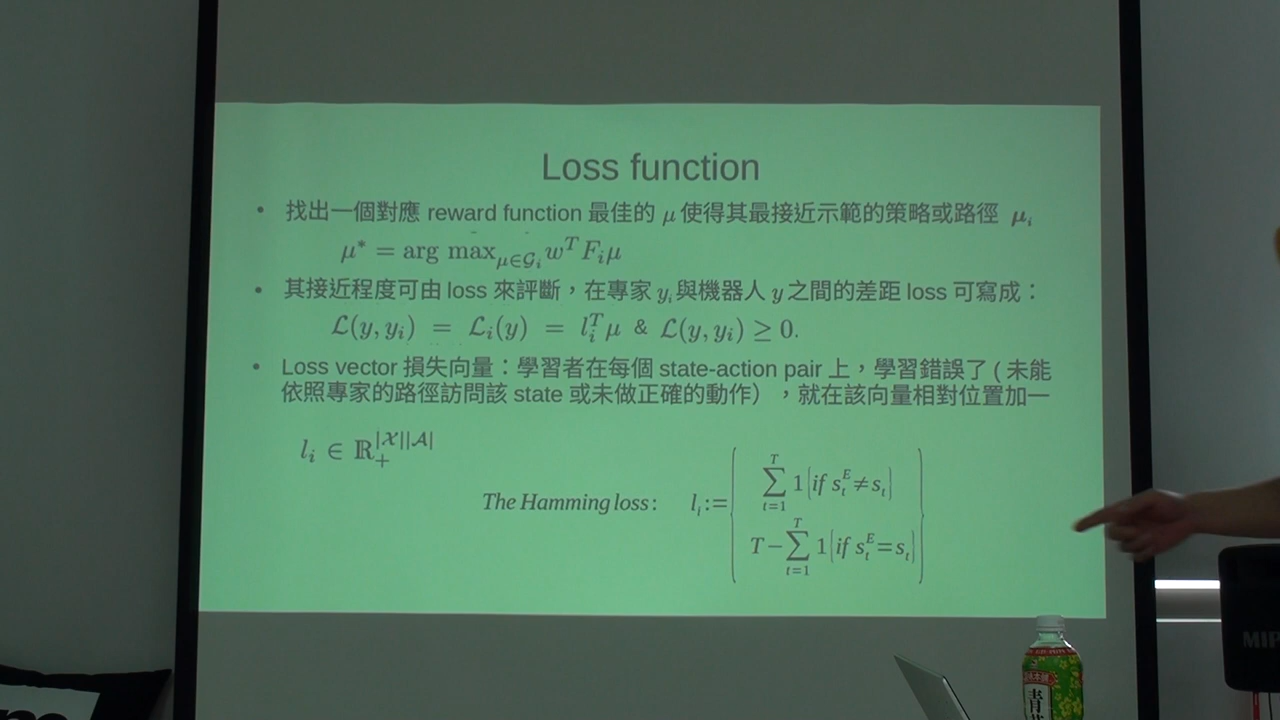 Loss function
• 找出一個對應 reward function 最佳的 μ 使得其最接近示範的策略或路徑 μᵢ
μ* = arg max_{μ∈𝒢ᵢ} wᵀFᵢμ
• 其接近程度可由 loss 來評斷，在專家 yᵢ與機器人 y 之間的差距 loss 可寫成：
ℒ(y, yᵢ) = ℒᵢ(y) = lᵢᵀμ & ℒ(y, yᵢ) ≥ 0.
• Loss vector 損失向量：學習者在每個 state-action pair 上，學習錯誤了 ( 未能
依照專家的路徑訪問該 state 或未做正確的動作），就在該向量相對位置加一
lᵢ ∈ ℝ₊^{|𝒳||𝒜|}
The Hamming loss: lᵢ:= { ∑_{t=1}^{T} 1{if s_t^E≠s_t}
T−∑_{t=1}^{T} 1{if s_t^E=s_t} }
MIP
青